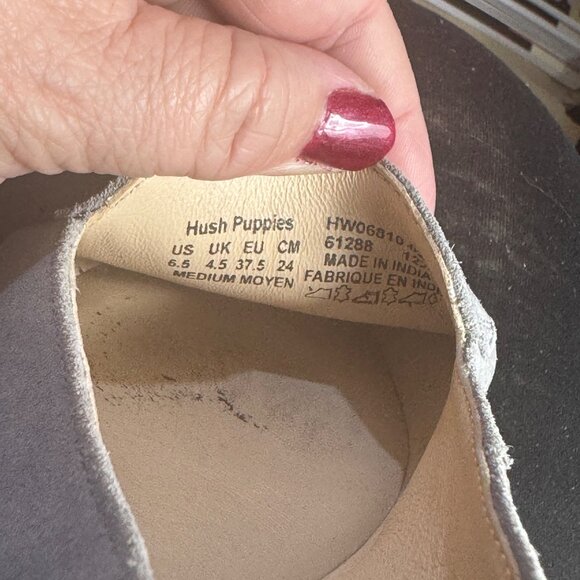 Hush Puppies
US UK EU CM
6.5 4.5 37.5 24
MEDIUM MOYEN
HW06810
61288
MADE IN INDIA
FABRIQUE EN